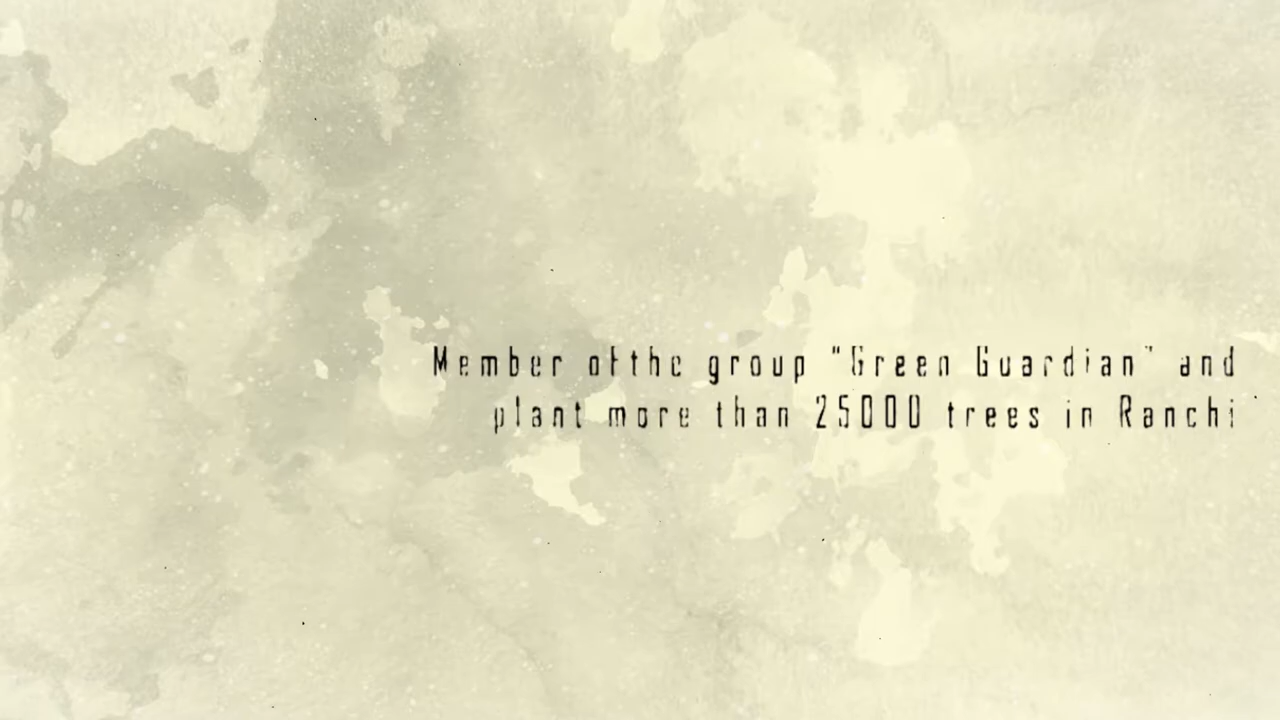 Member of the group "Green Guardian" and
plant more than 25000 trees in Ranchi